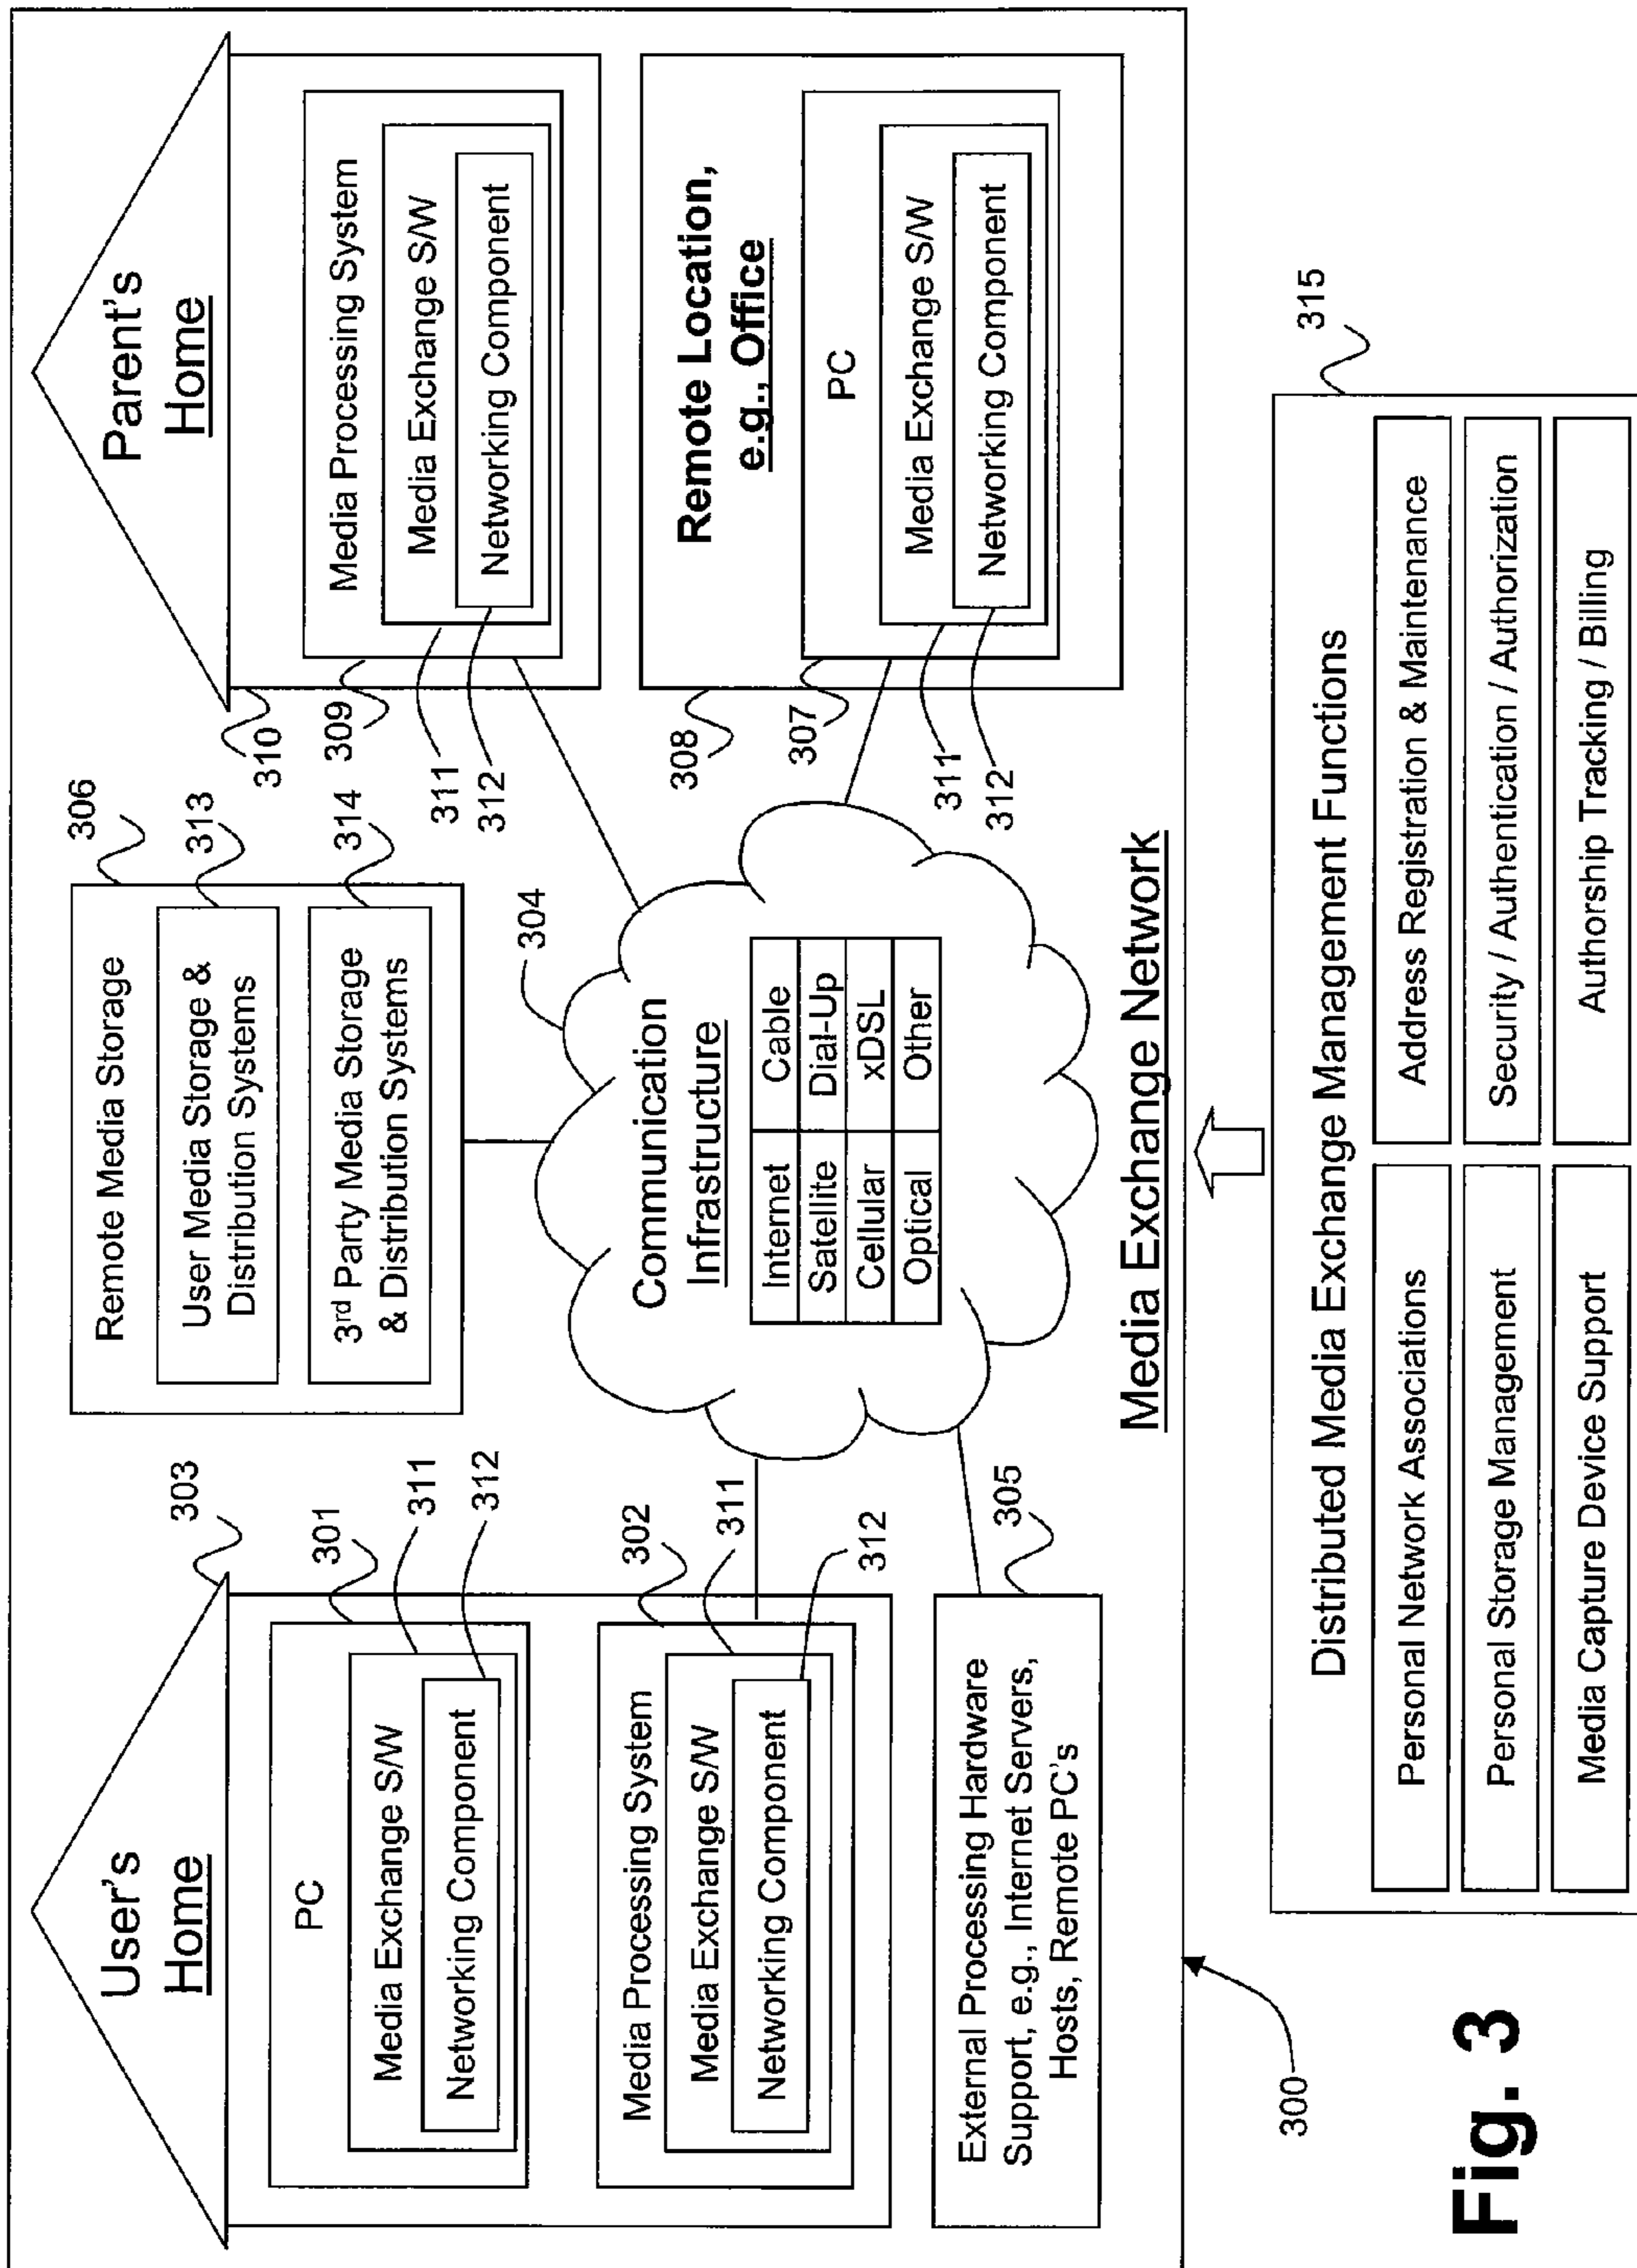 User's
Home
303
PC
301
Media Exchange S/W
311
Networking Component
312
Media Processing System
302
Media Exchange S/W
311
Networking Component
312
External Processing Hardware
Support, e.g., Internet Servers,
Hosts, Remote PC's
305
Remote Media Storage
306
User Media Storage &
Distribution Systems
313
3rd Party Media Storage
& Distribution Systems
314
304
Communication
Infrastructure
Internet Cable
Satellite Dial-Up
Cellular xDSL
Optical Other
Parent's
Home
310
Media Processing System
309
Media Exchange S/W
311
Networking Component
312
Remote Location,
e.g., Office
308
PC
307
Media Exchange S/W
311
Networking Component
312
Media Exchange Network
300
Distributed Media Exchange Management Functions
315
Personal Network Associations
Address Registration & Maintenance
Personal Storage Management
Security / Authentication / Authorization
Media Capture Device Support
Authorship Tracking / Billing
Fig. 3